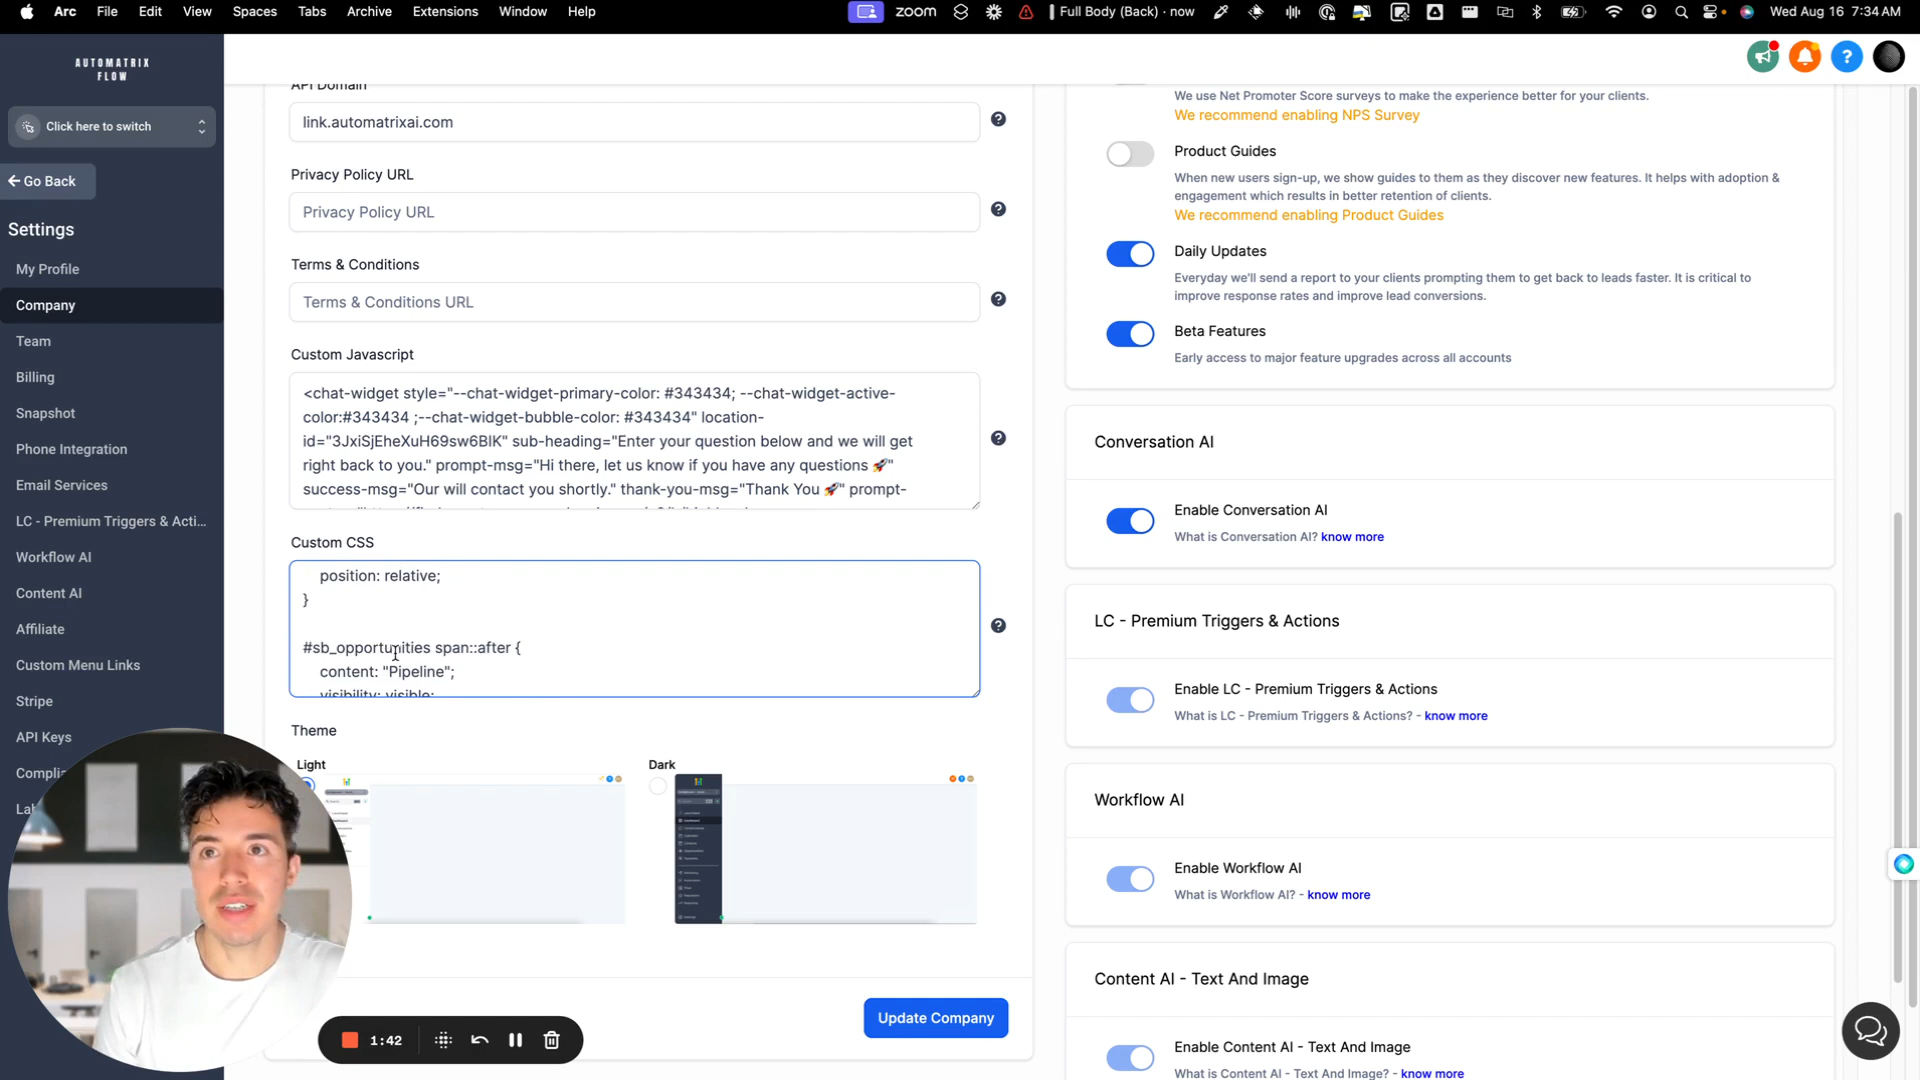 Arc File Edit View Spaces Tabs Archive Extensions Window Help
zoom Full Body (Back) · now Wed Aug 16 7:34 AM
AUTOMATRIX
FLOW
Click here to switch
Go Back
Settings
My Profile
Company
Team
Billing
Snapshot
Phone Integration
Email Services
LC - Premium Triggers & Acti...
Workflow AI
Content AI
Affiliate
Custom Menu Links
Stripe
API Keys
Compli
La
API Domain
link.automatrixai.com
Privacy Policy URL
Privacy Policy URL
Terms & Conditions
Terms & Conditions URL
Custom Javascript
<chat-widget style="--chat-widget-primary-color: #343434; --chat-widget-active-
color:#343434 ;--chat-widget-bubble-color: #343434" location-
id="3JxiSjEheXuH69sw6BlK" sub-heading="Enter your question below and we will get
right back to you." prompt-msg="Hi there, let us know if you have any questions 🚀"
success-msg="Our will contact you shortly." thank-you-msg="Thank You 🚀" prompt-
Custom CSS
position: relative;
}
#sb_opportunities span::after {
content: "Pipeline";
visibility: visible;
Theme
Light
Dark
Update Company
1:42
We use Net Promoter Score surveys to make the experience better for your clients.
We recommend enabling NPS Survey
Product Guides
When new users sign-up, we show guides to them as they discover new features. It helps with adoption &
engagement which results in better retention of clients.
We recommend enabling Product Guides
Daily Updates
Everyday we'll send a report to your clients prompting them to get back to leads faster. It is critical to
improve response rates and improve lead conversions.
Beta Features
Early access to major feature upgrades across all accounts
Conversation AI
Enable Conversation AI
What is Conversation AI? know more
LC - Premium Triggers & Actions
Enable LC - Premium Triggers & Actions
What is LC - Premium Triggers & Actions? - know more
Workflow AI
Enable Workflow AI
What is Workflow AI? - know more
Content AI - Text And Image
Enable Content AI - Text And Image
What is Content AI - Text And Image? - know more